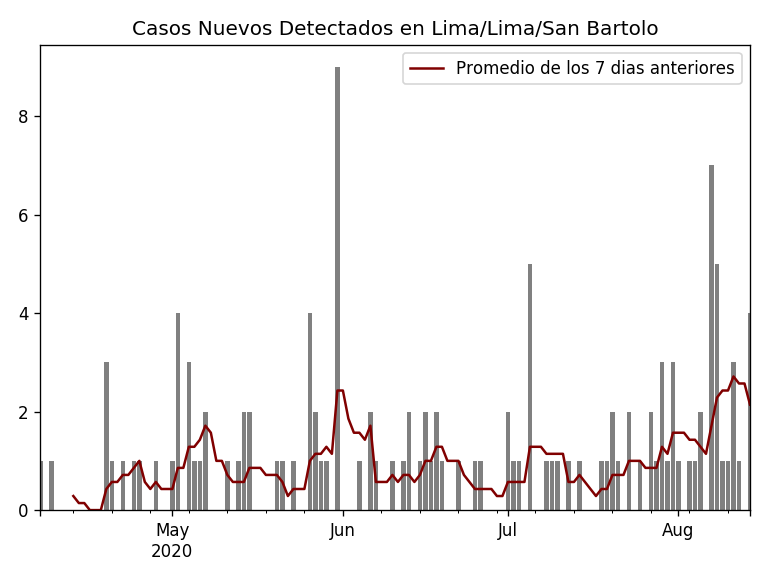 Casos Nuevos Detectados en Lima/Lima/San Bartolo
Promedio de los 7 dias anteriores
8
6
4
2
0
May Jun Jul Aug
2020